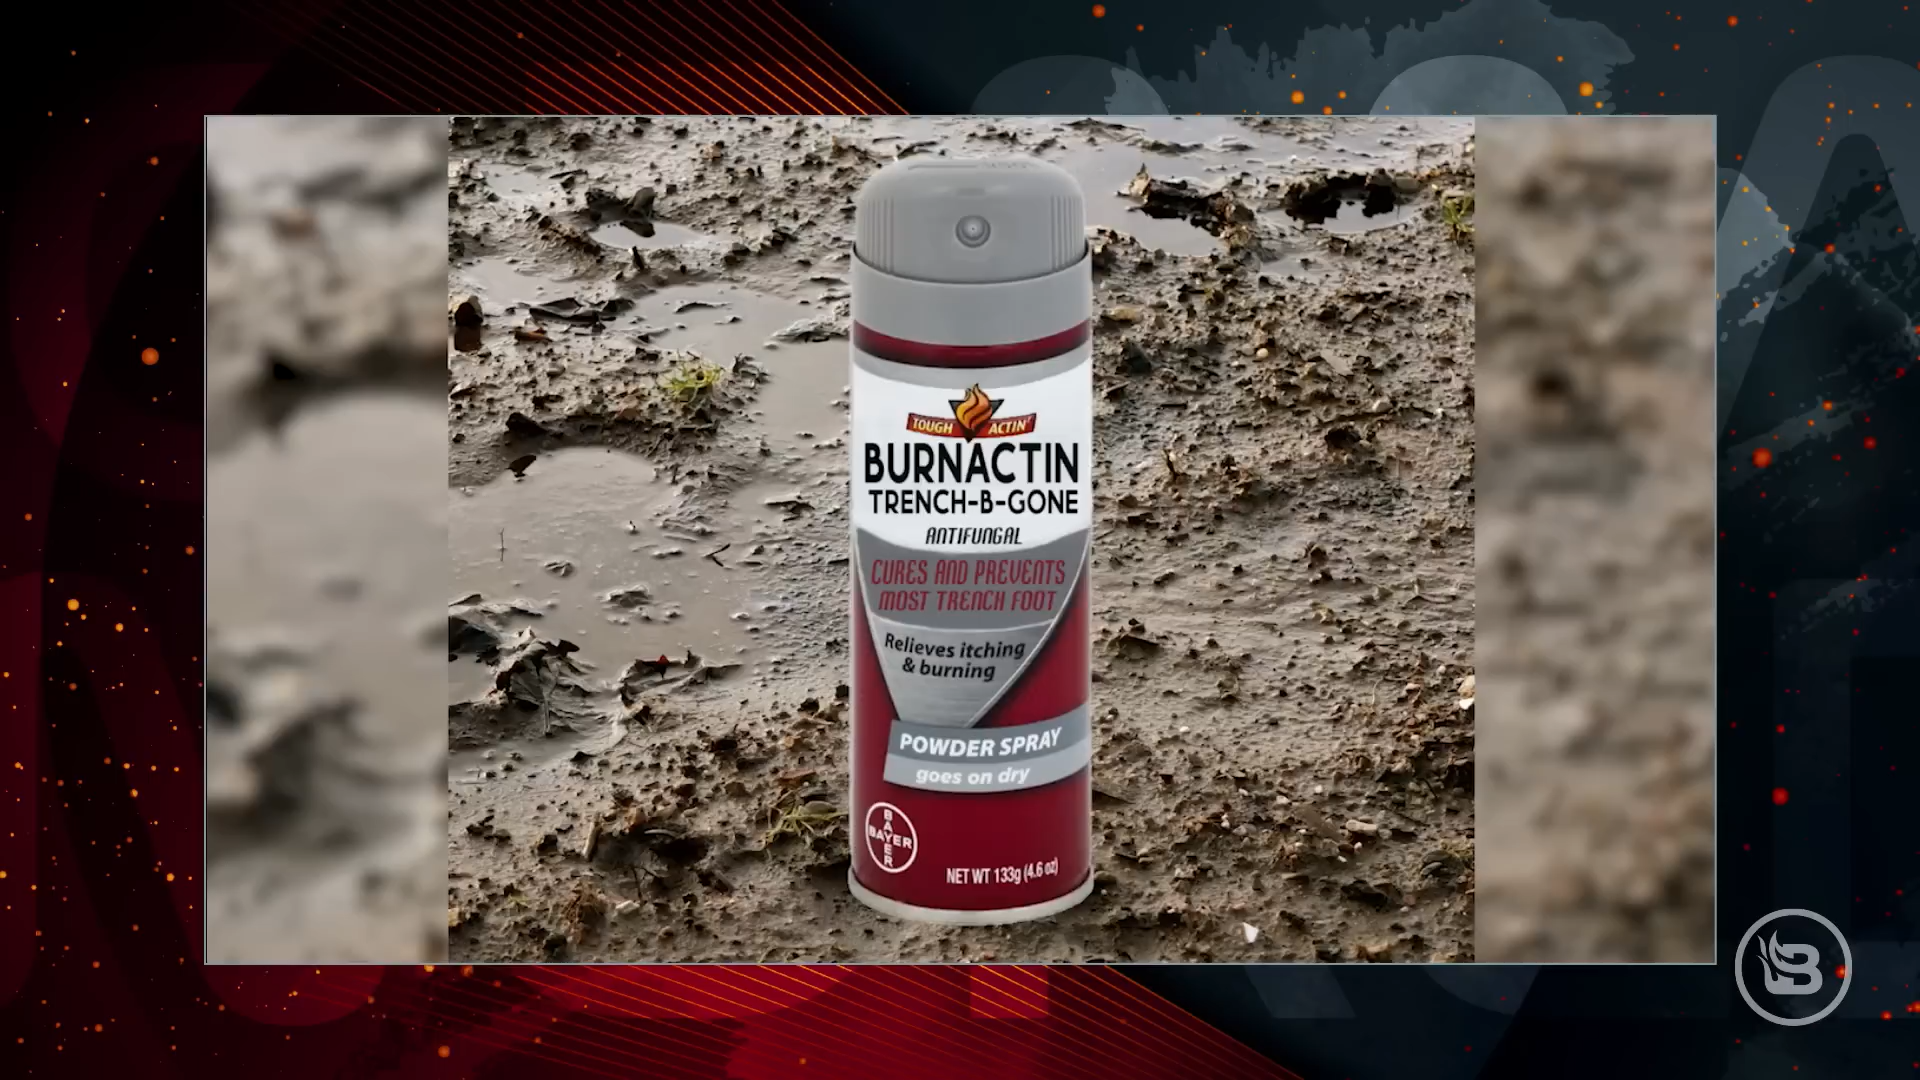 TOUGH ACTIN'
BURNACTIN
TRENCH-B-GONE
ANTIFUNGAL
CURES AND PREVENTS
MOST TRENCH FOOT
Relieves itching
& burning
POWDER SPRAY
goes on dry
BAYER
BAYER
NET WT 133g (4.6 oz)
B